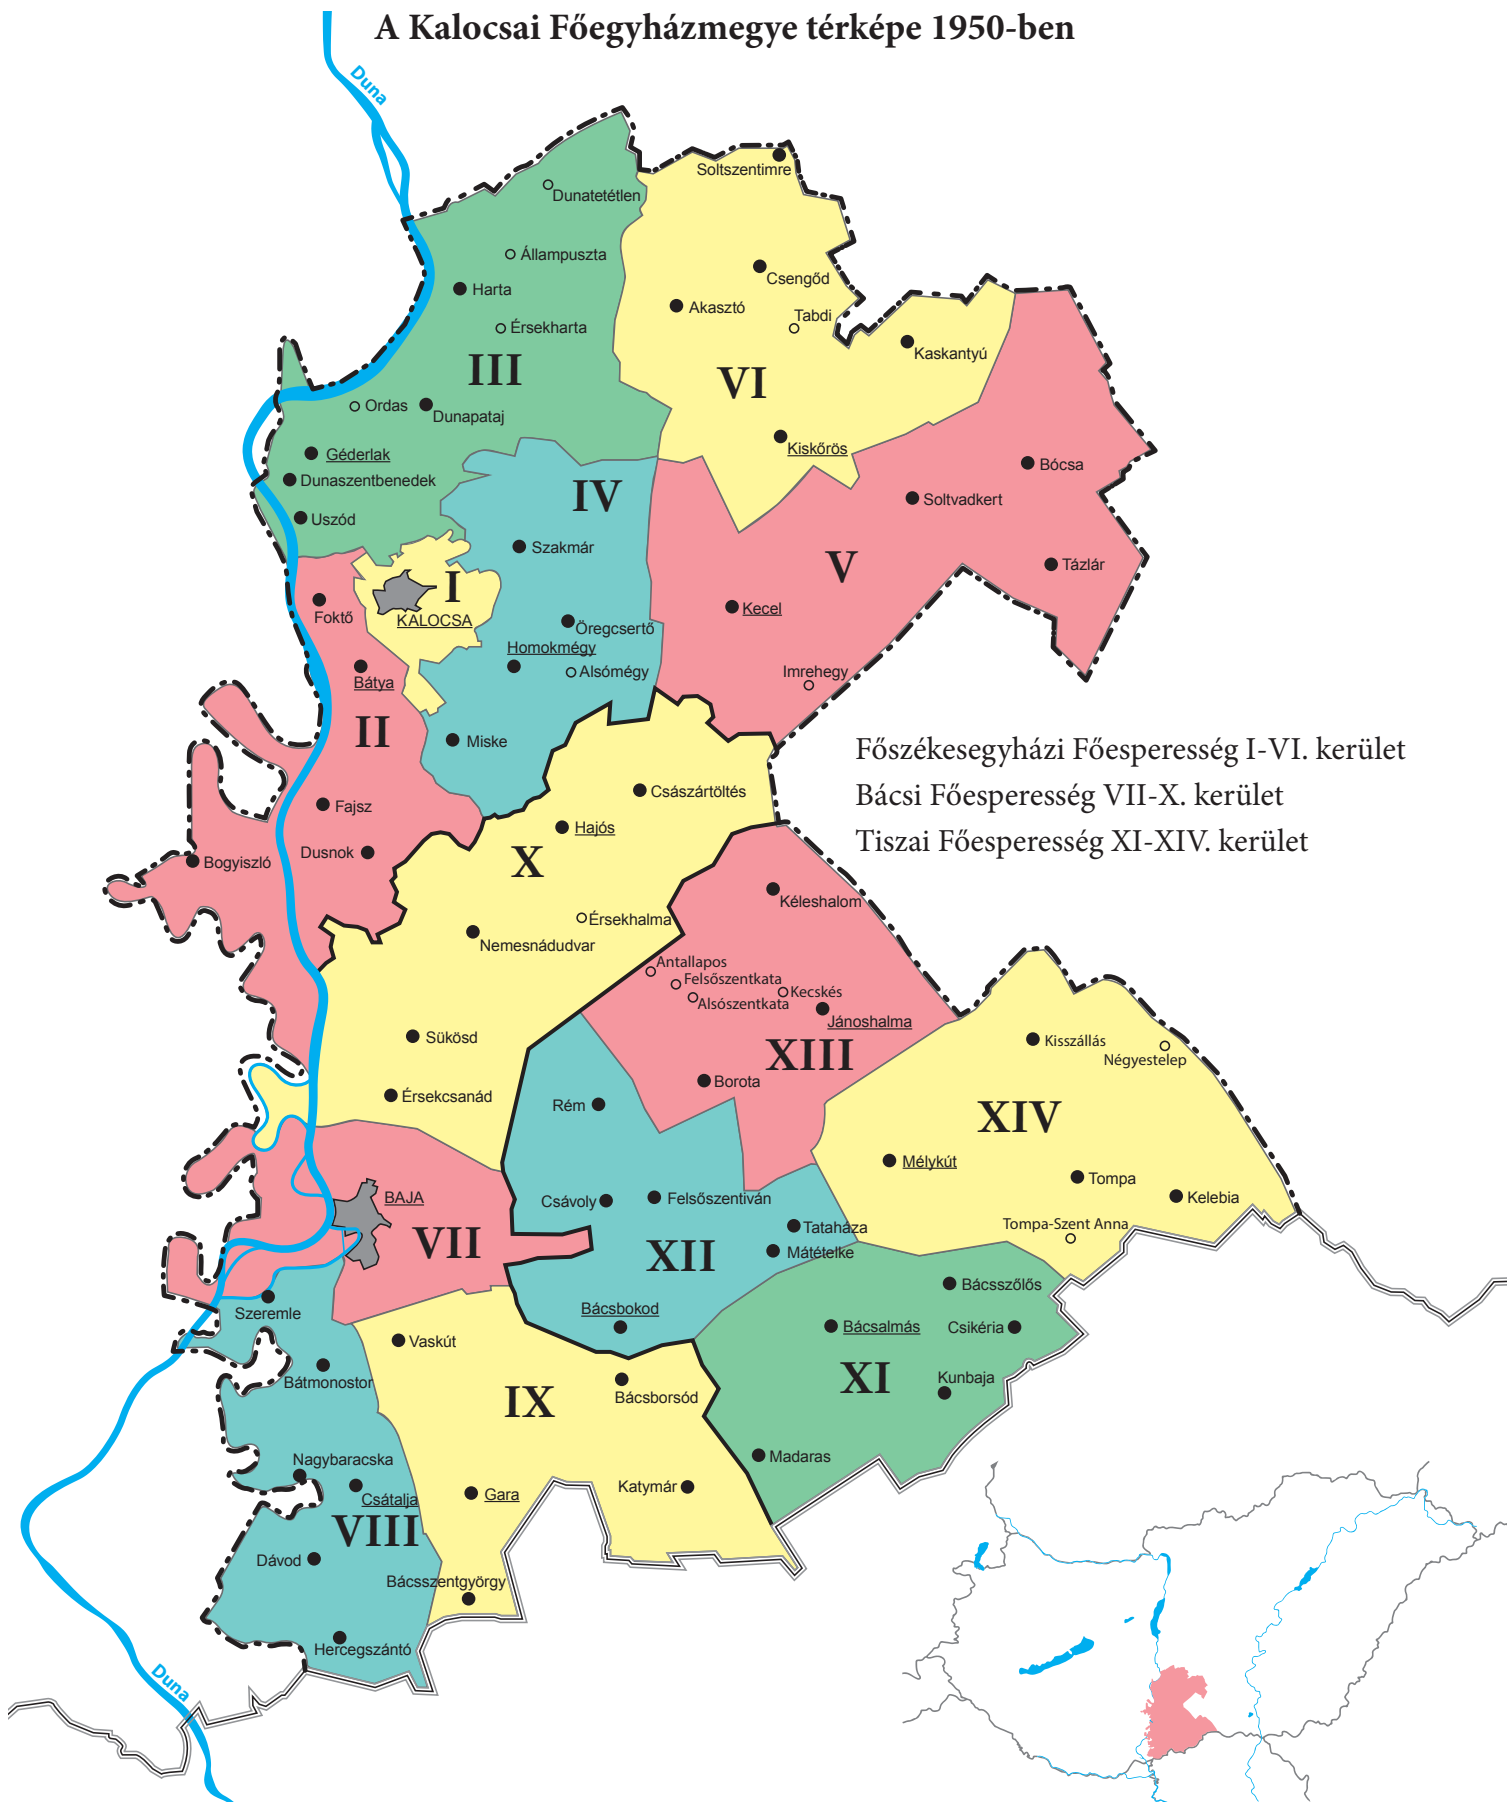 A Kalocsai Főegyházmegye térképe 1950-ben
Duna
Soltszentimre
Dunatetétlen
Állampuszta
Csengőd
Harta
Akasztó
Tabdi
Érsekharta
Kaskantyú
III
VI
Ordas
Dunapataj
Kiskőrös
Géderlak
Bócsa
Dunaszentbenedek
IV
Soltvadkert
Uszód
Szakmár
V
Tázlár
I
Foktő
KALOCSA
Kecel
Öregcsertő
Homokmégy
Alsómégy
Imrehegy
Bátya
II
Miske
Főszékesegyházi Főesperesség I-VI. kerület
Bácsi Főesperesség VII-X. kerület
Tiszai Főesperesség XI-XIV. kerület
Császártöltés
Fajsz
Hajós
Dusnok
X
Bogyiszló
Kéleshalom
Érsekhalma
Nemesnádudvar
Antallapos
Felsőszentkata
Kecskés
Alsószentkata
Jánoshalma
Sükösd
XIII
Kisszállás
Négyestelep
Borota
Érsekcsanád
Rém
XIV
Mélykút
Tompa
BAJA
Csávoly
Felsőszentiván
Kelebia
Tataháza
Tompa-Szent Anna
VII
XII
Mátételke
Bácsszőlős
Szeremle
Bácsbokod
Bácsalmás
Csikéria
Vaskút
Bátmonostor
XI
Kunbaja
Bácsborsód
IX
Nagybaracska
Madaras
Csátalja
Gara
Katymár
VIII
Dávod
Bácsszentgyörgy
Hercegszántó
Duna